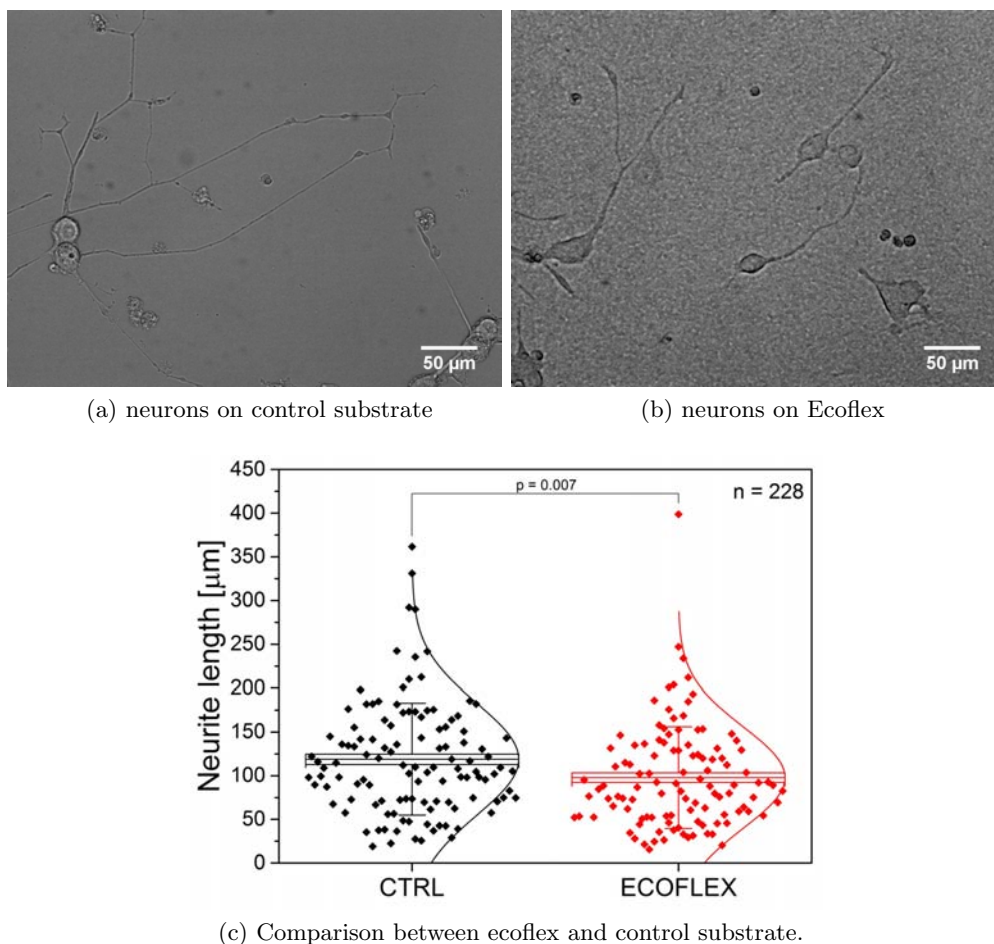 50 µm
50 µm
(a) neurons on control substrate
(b) neurons on Ecoflex
450
400
350
300
250
200
150
100
50
0
Neurite length [µm]
p = 0.007
n = 228
CTRL
ECOFLEX
(c) Comparison between ecoflex and control substrate.